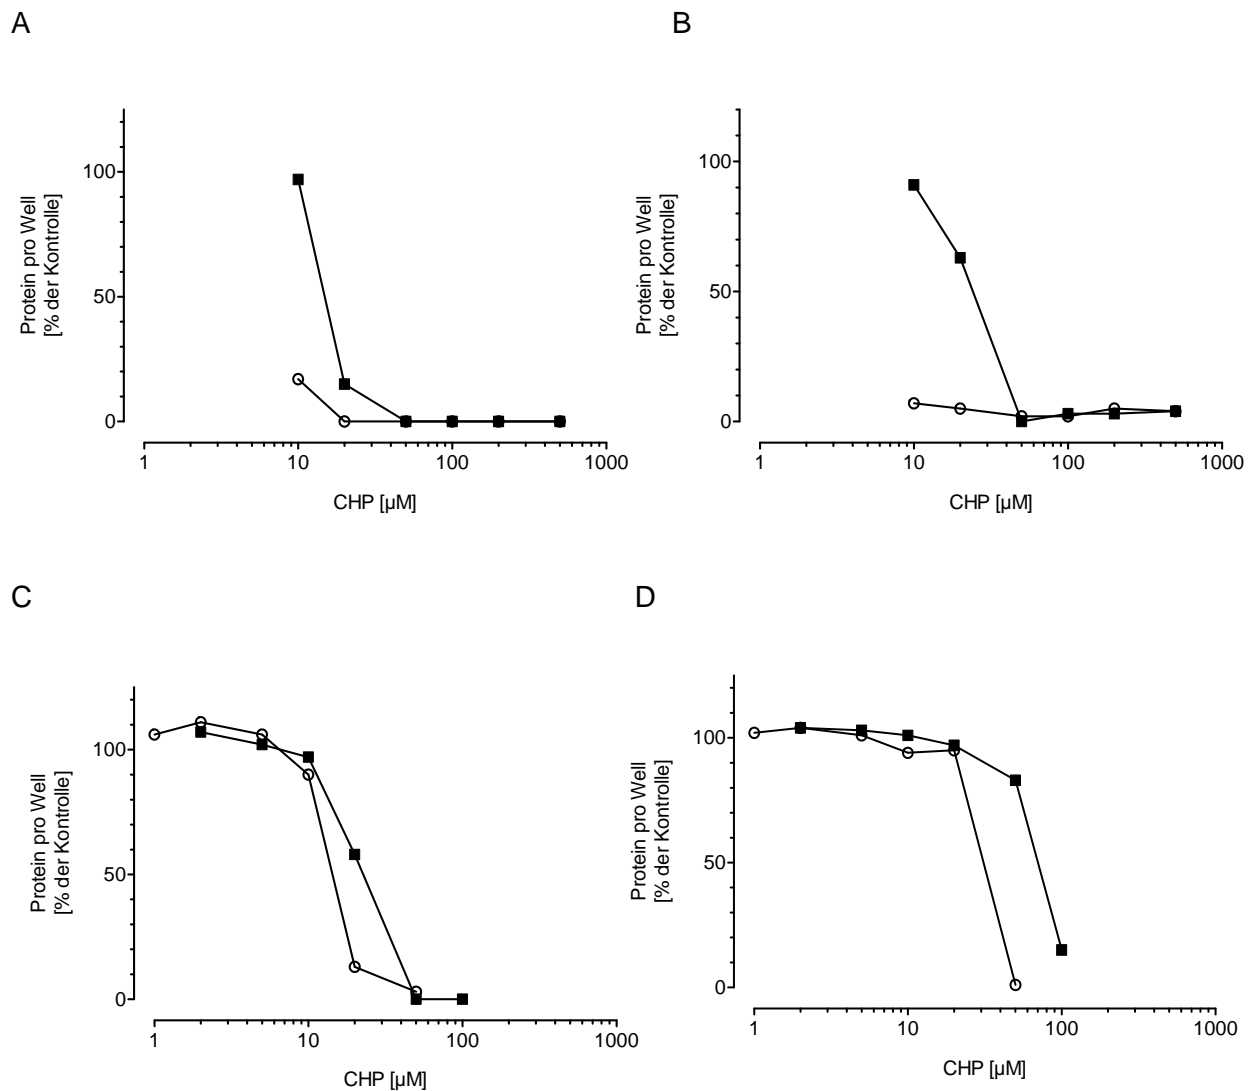 A
B
100
50
0
Protein pro Well
[% der Kontrolle]
1 10 100 1000
CHP [µM]
100
50
0
Protein pro Well
[% der Kontrolle]
1 10 100 1000
CHP [µM]
C
D
100
50
0
Protein pro Well
[% der Kontrolle]
1 10 100 1000
CHP [µM]
100
50
0
Protein pro Well
[% der Kontrolle]
1 10 100 1000
CHP [µM]